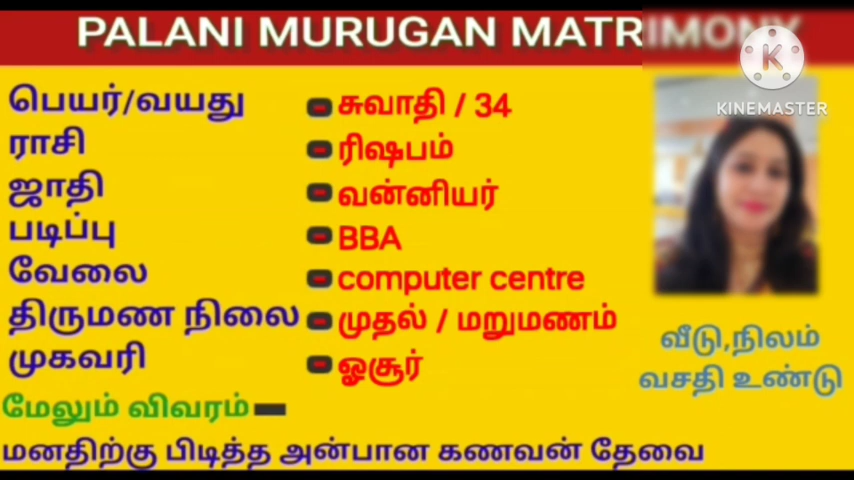 PALANI MURUGAN MATRIMONY
K
KINEMASTER
பெயர்/வயது - சுவாதி / 34
ராசி - ரிஷபம்
ஜாதி - வன்னியர்
படிப்பு - BBA
வேலை - computer centre
திருமண நிலை - முதல் / மறுமணம்
முகவரி - ஓசூர்
வீடு,நிலம்
வசதி உண்டு
மேலும் விவரம் -
மனதிற்கு பிடித்த அன்பான கணவன் தேவை